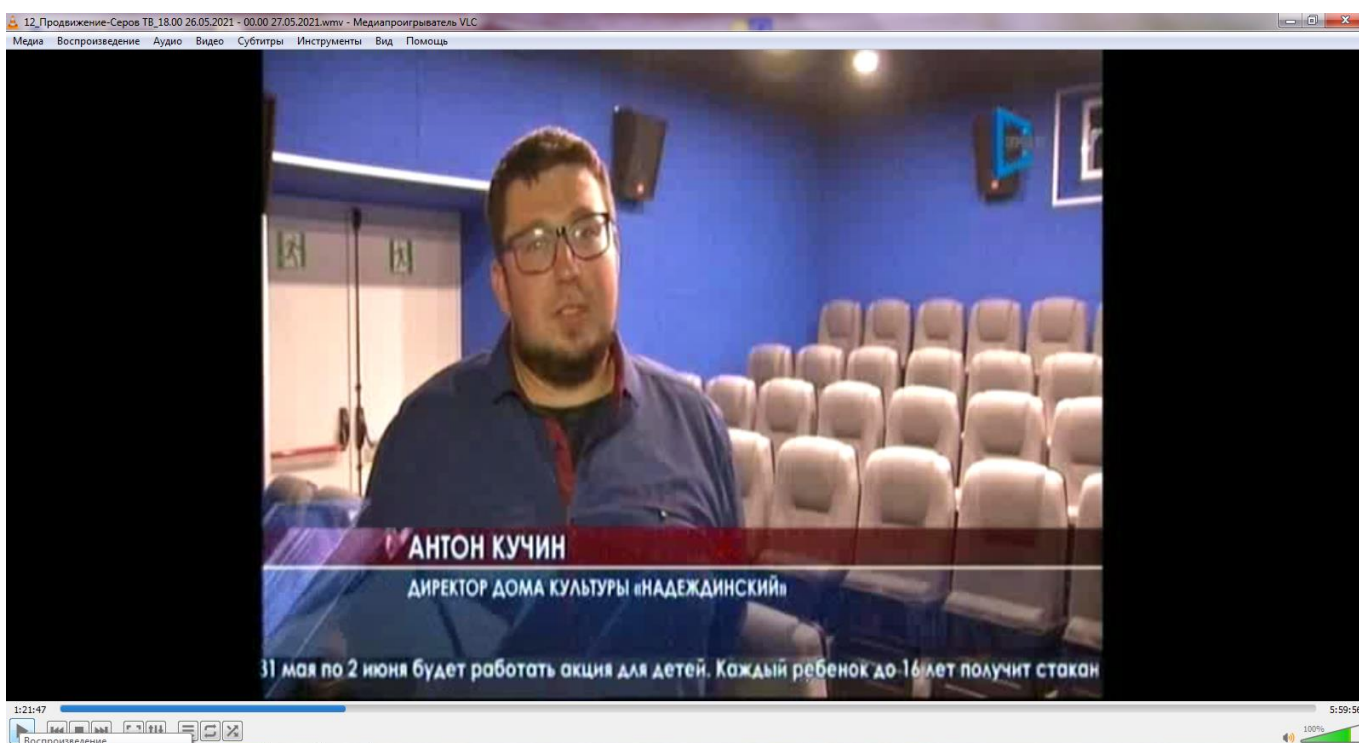 12_Продвижение-Серов ТВ_18.00 26.05.2021 - 00.00 27.05.2021.wmv - Медиапроигрыватель VLC
Медиа Воспроизведение Аудио Видео Субтитры Инструменты Вид Помощь
АНТОН КУЧИН
ДИРЕКТОР ДОМА КУЛЬТУРЫ «НАДЕЖДИНСКИЙ»
31 мая по 2 июня будет работать акция для детей. Каждый ребенок до 16 лет получит стакан
1:21:47 5:59:56
Воспроизведение 100%